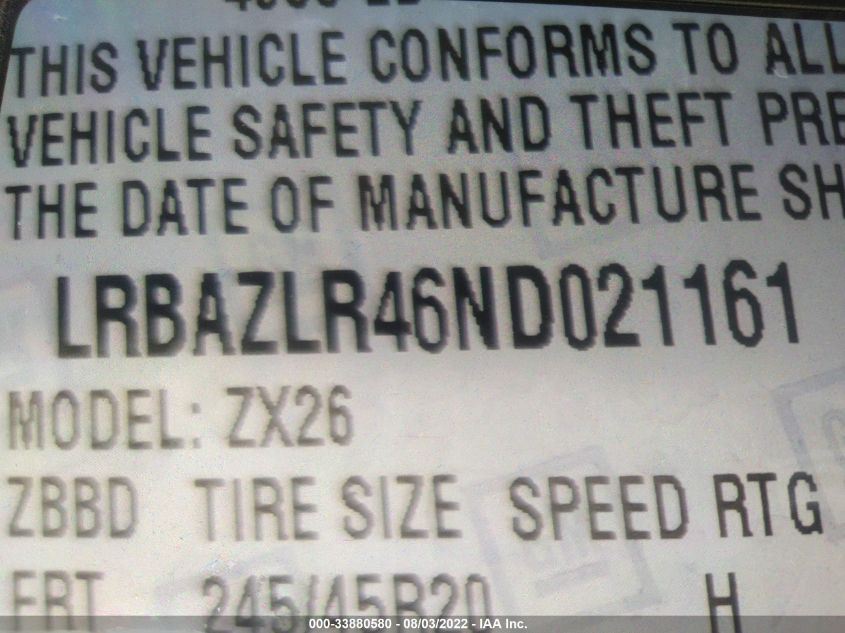 THIS VEHICLE CONFORMS TO ALL
VEHICLE SAFETY AND THEFT PRE
THE DATE OF MANUFACTURE SH
LRBAZLR46ND021161
MODEL: ZX26
ZBBD TIRE SIZE SPEED RTG
FRT 245/45R20 H
000-33880580 - 08/03/2022 - IAA Inc.